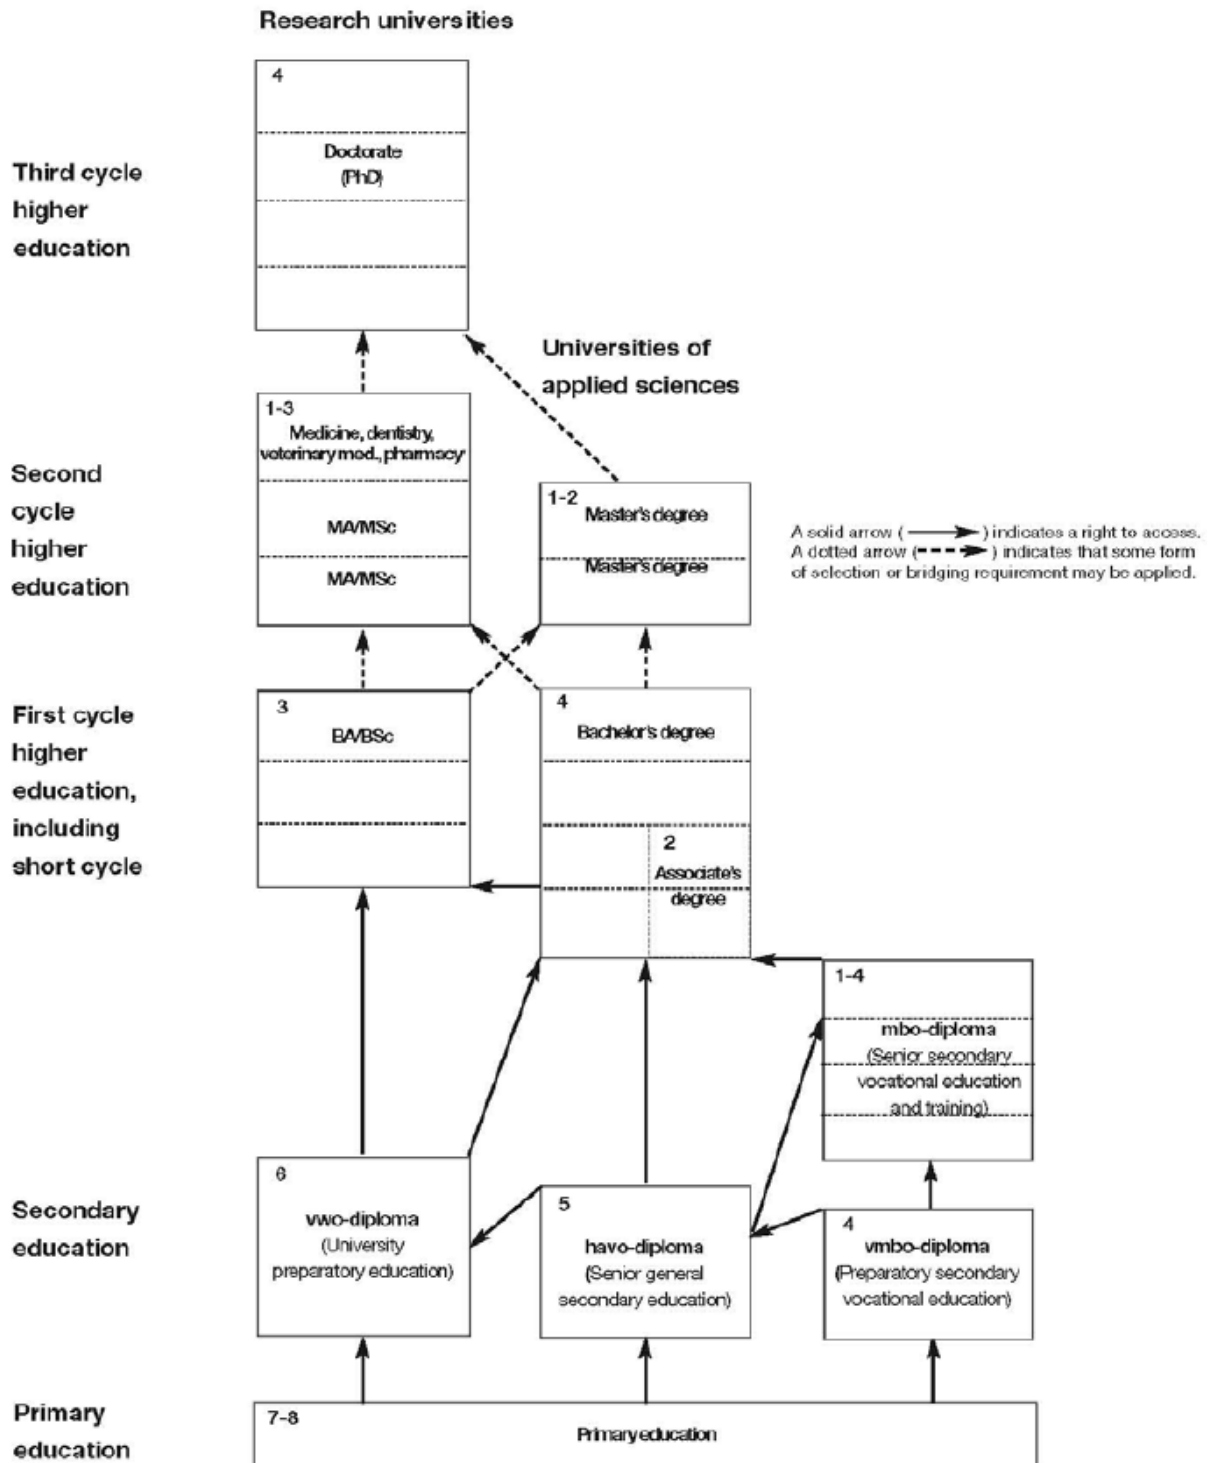 Research universities
4
Doctorate
(PhD)
Third cycle
higher
education
Universities of
applied sciences
1-3
Medicine, dentistry,
veterinary med., pharmacy
MA/MSc
MA/MSc
Second
cycle
higher
education
1-2
Master's degree
Master's degree
A solid arrow ( ) indicates a right to access.
A dotted arrow ( ) indicates that some form
of selection or bridging requirement may be applied.
First cycle
higher
education,
including
short cycle
3
BA/BSc
4
Bachelor's degree
2
Associate's
degree
1-4
mbo-diploma
(Senior secondary
vocational education
and training)
Secondary
education
6
vwo-diploma
(University
preparatory education)
5
havo-diploma
(Senior general
secondary education)
4
vmbo-diploma
(Preparatory secondary
vocational education)
Primary
education
7-8
Primary education